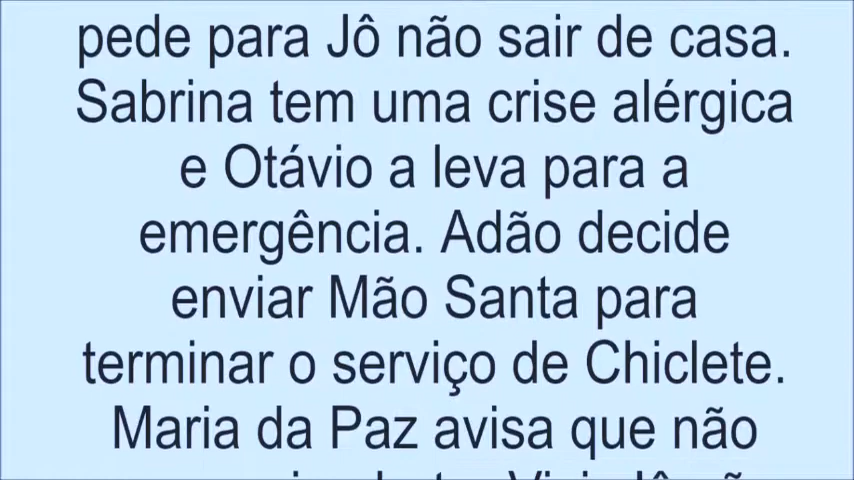 pede para Jô não sair de casa.
Sabrina tem uma crise alérgica
e Otávio a leva para a
emergência. Adão decide
enviar Mão Santa para
terminar o serviço de Chiclete.
Maria da Paz avisa que não